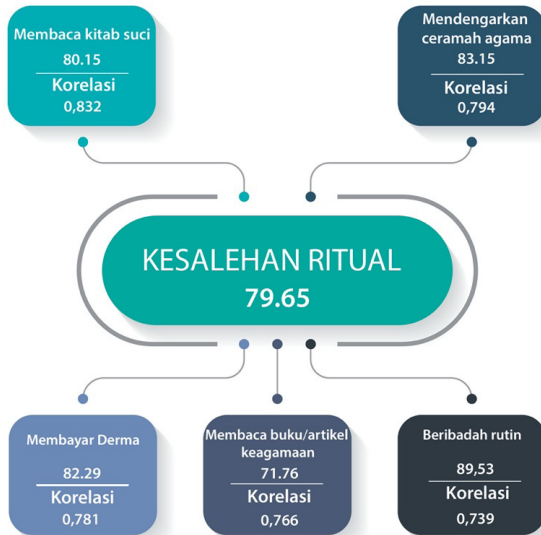 Membaca kitab suci
80.15
Korelasi
0,832
Mendengarkan
ceramah agama
83.15
Korelasi
0,794
KESALEHAN RITUAL
79.65
Membayar Derma
82.29
Korelasi
0,781
Membaca buku/artikel
keagamaan
71.76
Korelasi
0,766
Beribadah rutin
89,53
Korelasi
0,739